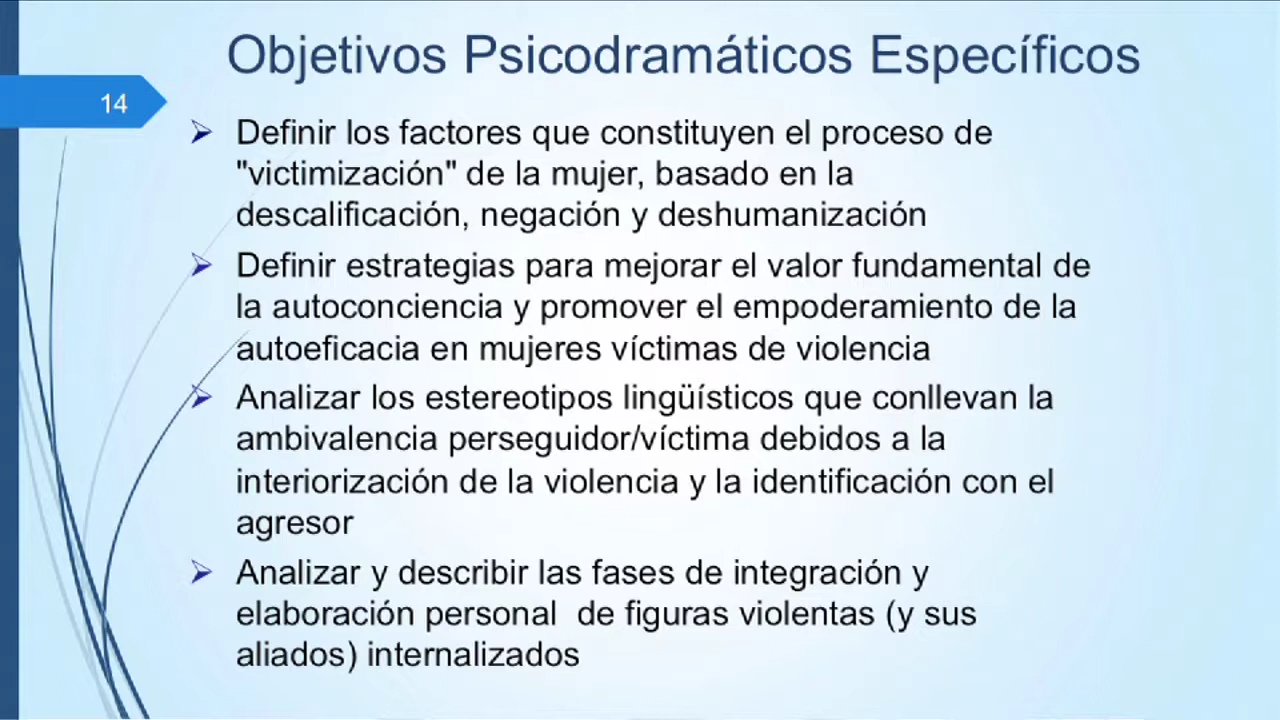 Objetivos Psicodramáticos Específicos
14
Definir los factores que constituyen el proceso de
"victimización" de la mujer, basado en la
descalificación, negación y deshumanización
Definir estrategias para mejorar el valor fundamental de
la autoconciencia y promover el empoderamiento de la
autoeficacia en mujeres víctimas de violencia
Analizar los estereotipos lingüísticos que conllevan la
ambivalencia perseguidor/víctima debidos a la
interiorización de la violencia y la identificación con el
agresor
Analizar y describir las fases de integración y
elaboración personal  de figuras violentas (y sus
aliados) internalizados